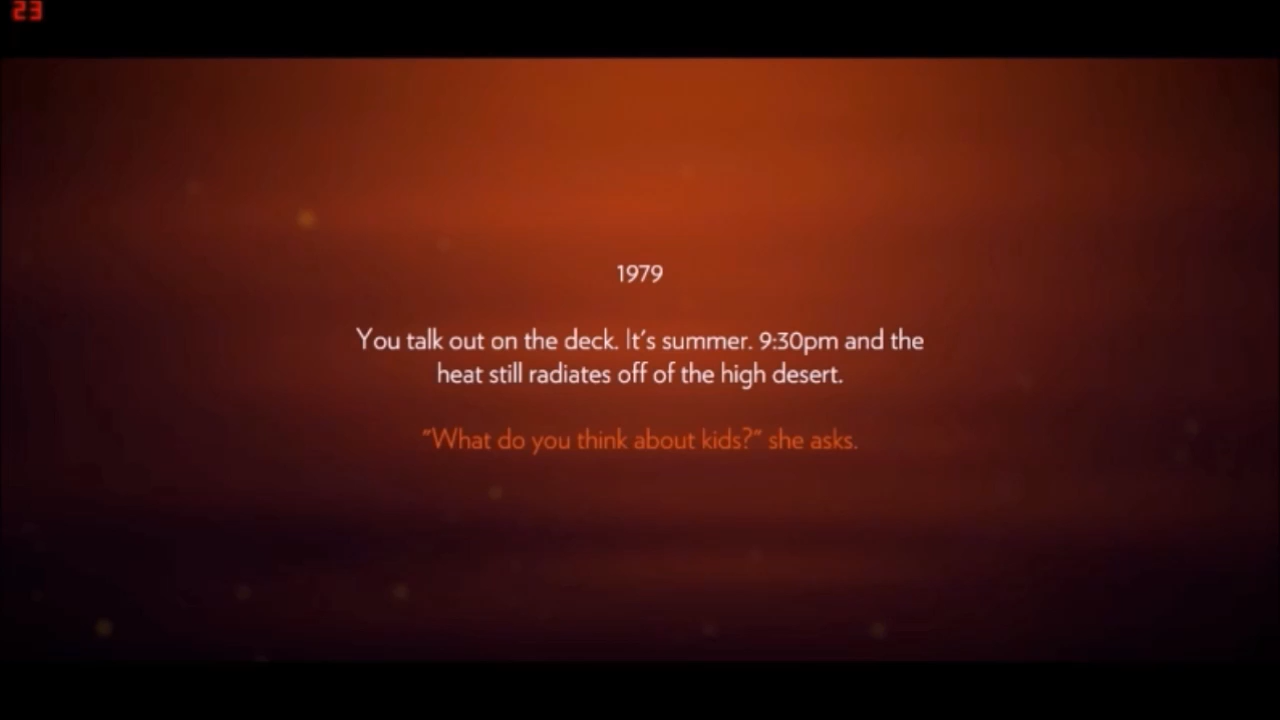 23
1979
You talk out on the deck. It's summer. 9:30pm and the
heat still radiates off of the high desert.
"What do you think about kids?" she asks.